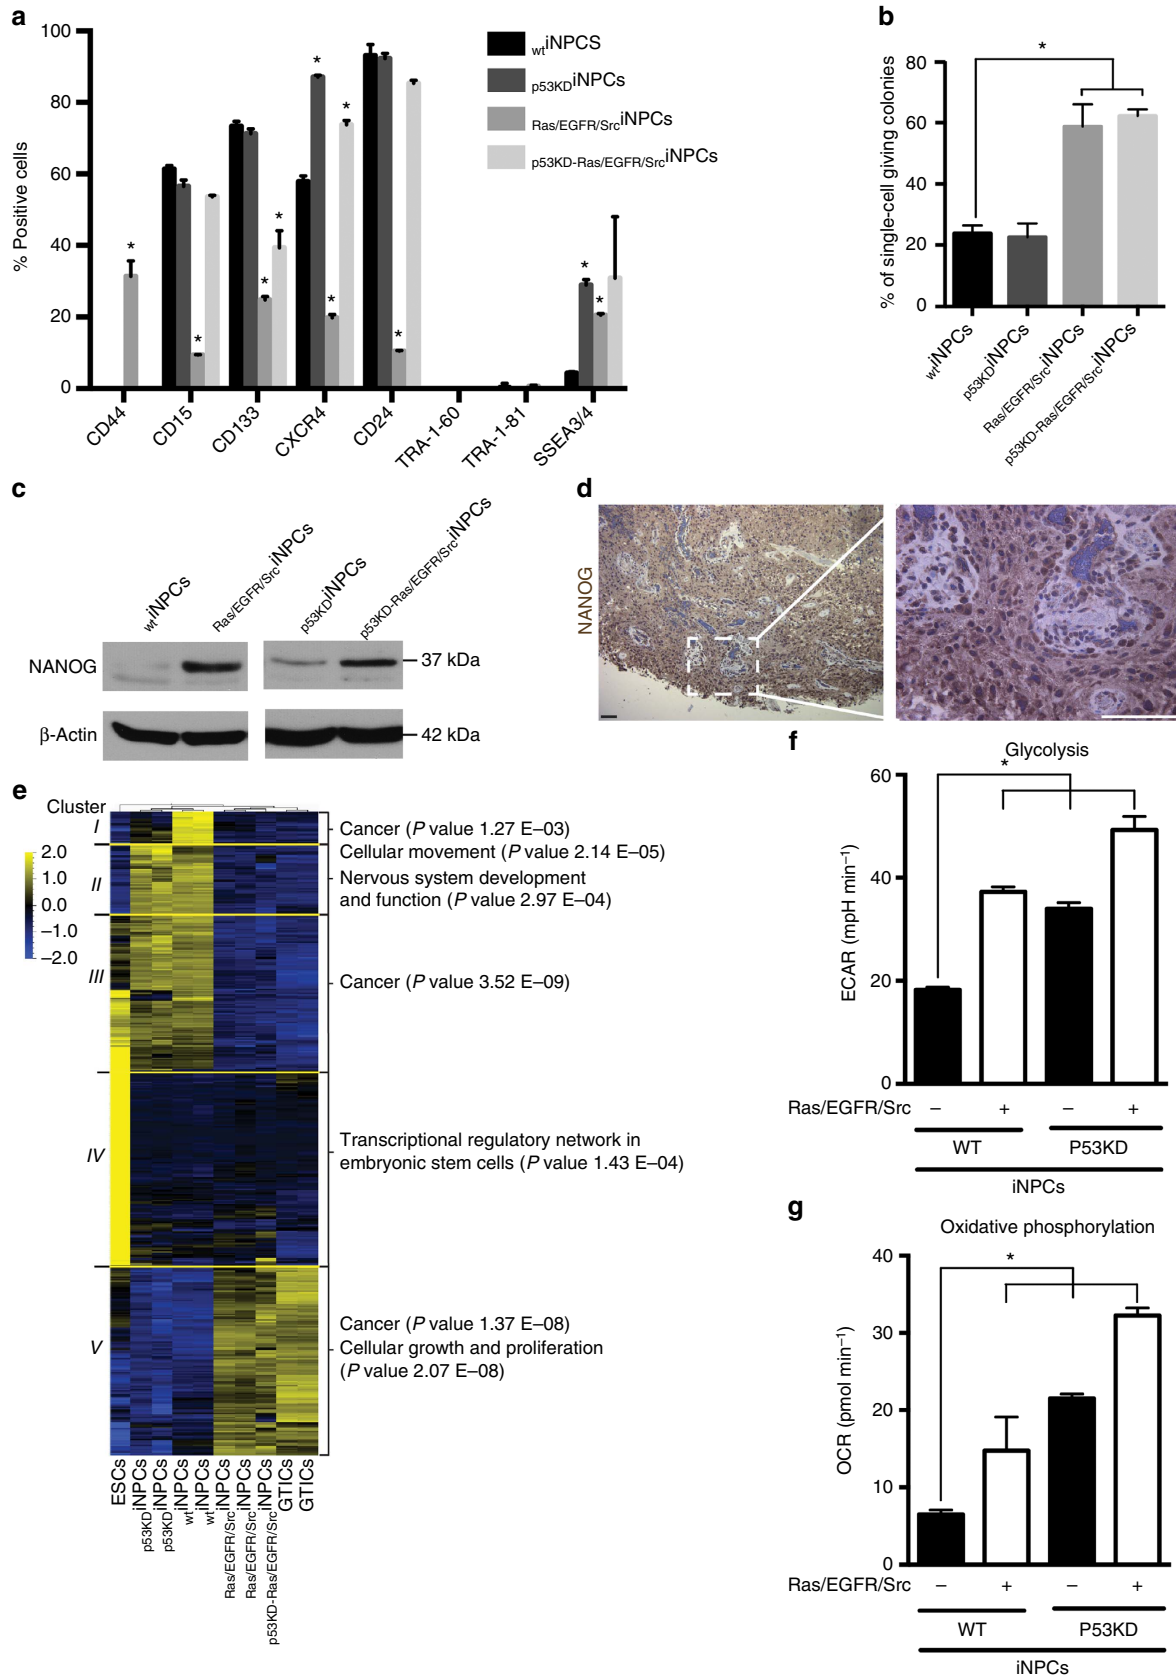 a
100
80
60
40
20
0
% Positive cells
wtiNPCS
p53KDiNPCs
Ras/EGFR/SrciNPCs
p53KD-Ras/EGFR/SrciNPCs
* * * * * * * * * *
CD44
CD15
CD133
CXCR4
CD24
TRA-1-60
TRA-1-81
SSEA3/4
b
80
60
40
20
0
% of single-cell giving colonies
*
wtiNPCs
p53KDiNPCs
Ras/EGFR/SrciNPCs
p53KD-Ras/EGFR/SrciNPCs
c
wtiNPCs
Ras/EGFR/SrciNPCs
p53KDiNPCs
p53KD-Ras/EGFR/SrciNPCs
NANOG
37 kDa
β-Actin
42 kDa
d
NANOG
e
Cluster
I
II
III
IV
V
2.0
1.0
0.0
−1.0
−2.0
Cancer (P value 1.27 E–03)
Cellular movement (P value 2.14 E–05)
Nervous system development
and function (P value 2.97 E–04)
Cancer (P value 3.52 E–09)
Transcriptional regulatory network in
embryonic stem cells (P value 1.43 E–04)
Cancer (P value 1.37 E–08)
Cellular growth and proliferation
(P value 2.07 E–08)
ESCs
p53KDiNPCs
p53KDiNPCs
wtiNPCs
wtiNPCs
Ras/EGFR/SrciNPCs
Ras/EGFR/SrciNPCs
p53KD-Ras/EGFR/SrciNPCs
GTICs
GTICs
f
Glycolysis
*
60
40
20
0
ECAR (mpH min−1)
Ras/EGFR/Src − + − +
WT P53KD
iNPCs
g
Oxidative phosphorylation
*
40
30
20
10
0
OCR (pmol min−1)
Ras/EGFR/Src − + − +
WT P53KD
iNPCs